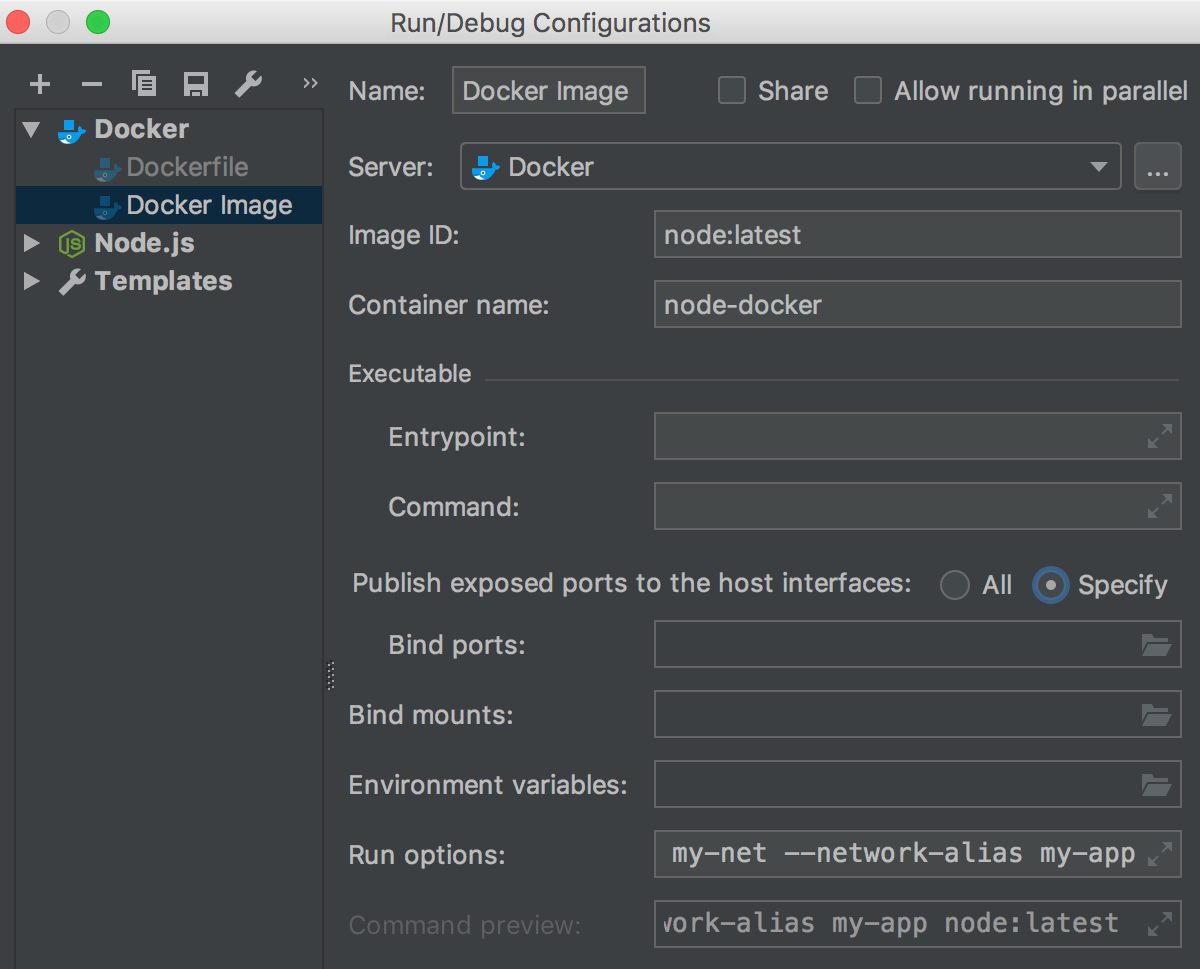 Run/Debug Configurations
Name: Docker Image Share Allow running in parallel
Docker
Dockerfile
Docker Image
Node.js
Templates
Server: Docker ...
Image ID: node:latest
Container name: node-docker
Executable
Entrypoint:
Command:
Publish exposed ports to the host interfaces: All Specify
Bind ports:
Bind mounts:
Environment variables:
Run options: my-net --network-alias my-app
Command preview: work-alias my-app node:latest